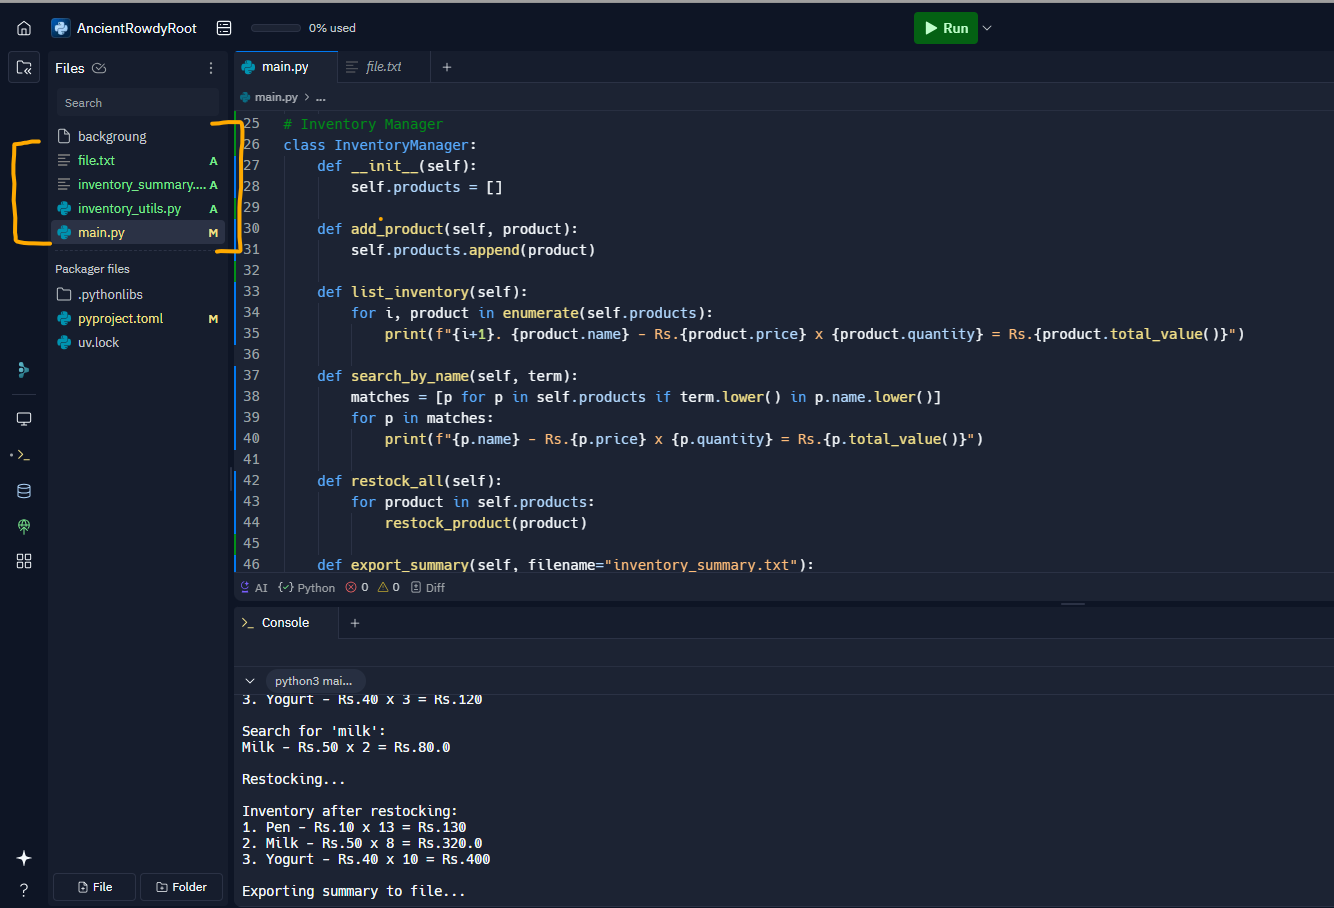 AncientRowdyRoot
0% used
Run
Files
Search
backgroung
file.txt A
inventory_summary.... A
inventory_utils.py A
main.py M
Packager files
.pythonlibs
pyproject.toml M
uv.lock
File
Folder
main.py
file.txt
+
main.py > ...
25 # Inventory Manager
26 class InventoryManager:
27     def __init__(self):
28         self.products = []
29
30     def add_product(self, product):
31         self.products.append(product)
32
33     def list_inventory(self):
34         for i, product in enumerate(self.products):
35             print(f"{i+1}. {product.name} - Rs.{product.price} x {product.quantity} = Rs.{product.total_value()}")
36
37     def search_by_name(self, term):
38         matches = [p for p in self.products if term.lower() in p.name.lower()]
39         for p in matches:
40             print(f"{p.name} - Rs.{p.price} x {p.quantity} = Rs.{p.total_value()}")
41
42     def restock_all(self):
43         for product in self.products:
44             restock_product(product)
45
46     def export_summary(self, filename="inventory_summary.txt"):
AI Python 0 0 Diff
Console +
python3 mai...
3. Yogurt - Rs.40 x 3 = Rs.120
Search for 'milk':
Milk - Rs.50 x 2 = Rs.80.0
Restocking...
Inventory after restocking:
1. Pen - Rs.10 x 13 = Rs.130
2. Milk - Rs.50 x 8 = Rs.320.0
3. Yogurt - Rs.40 x 10 = Rs.400
Exporting summary to file...